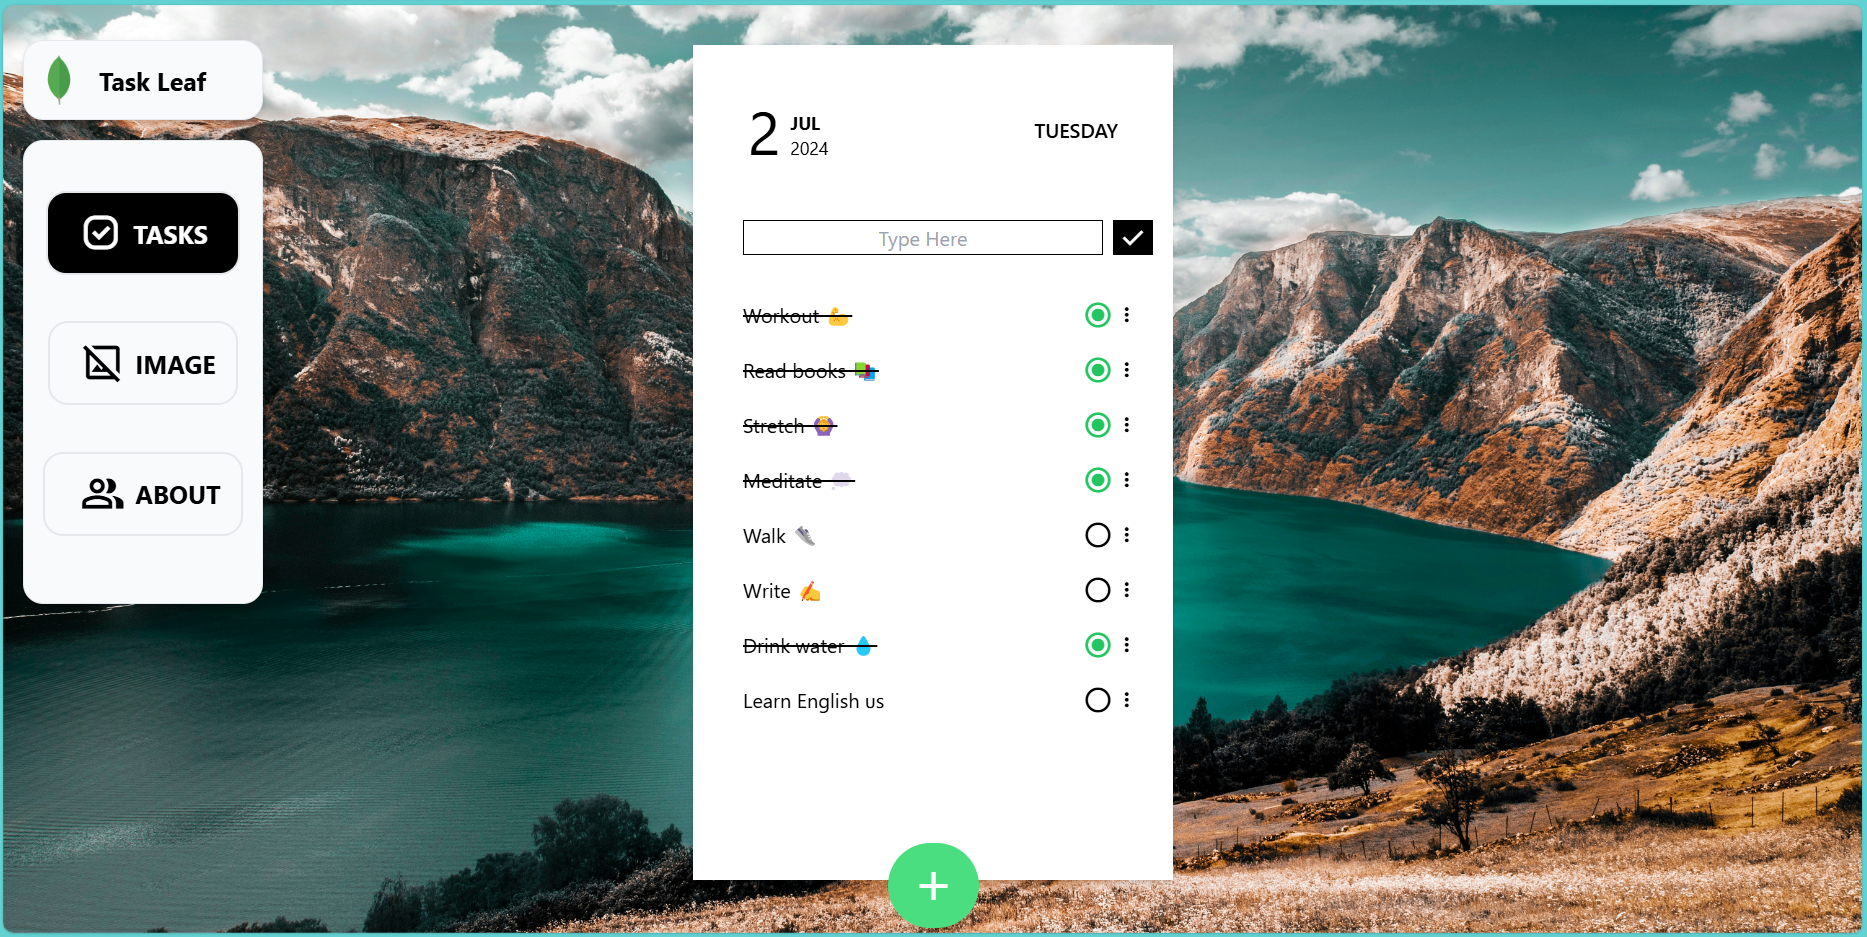 Task Leaf
TASKS
IMAGE
ABOUT
2
JUL
2024
TUESDAY
Type Here
Workout 💪
Read books 📚
Stretch 🙆‍♀️
Meditate 💭
Walk 👟
Write ✍️
Drink water 💧
Learn English us